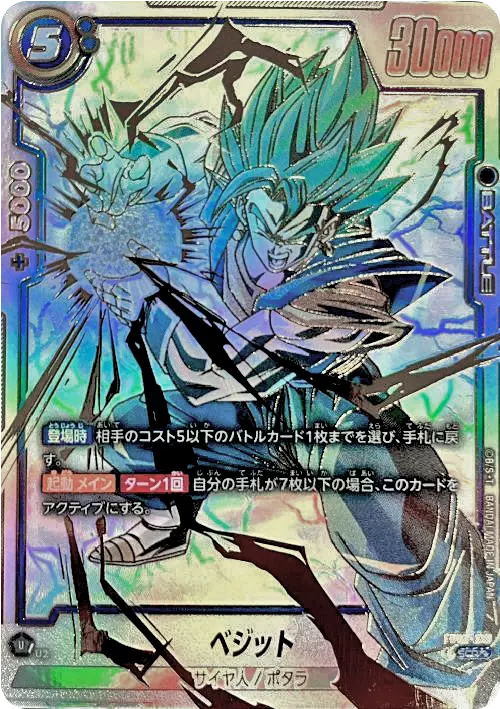 5
30000
+5000
BATTLE
登場時 相手のコスト5以下のバトルカード1枚までを選び、手札に戻
す。
起動メイン ターン1回 自分の手札が7枚以下の場合、このカードを
アクティブにする。
©B/S・T ©BANDAI MADE IN JAPAN
ベジット
サイヤ人 / ポタラ